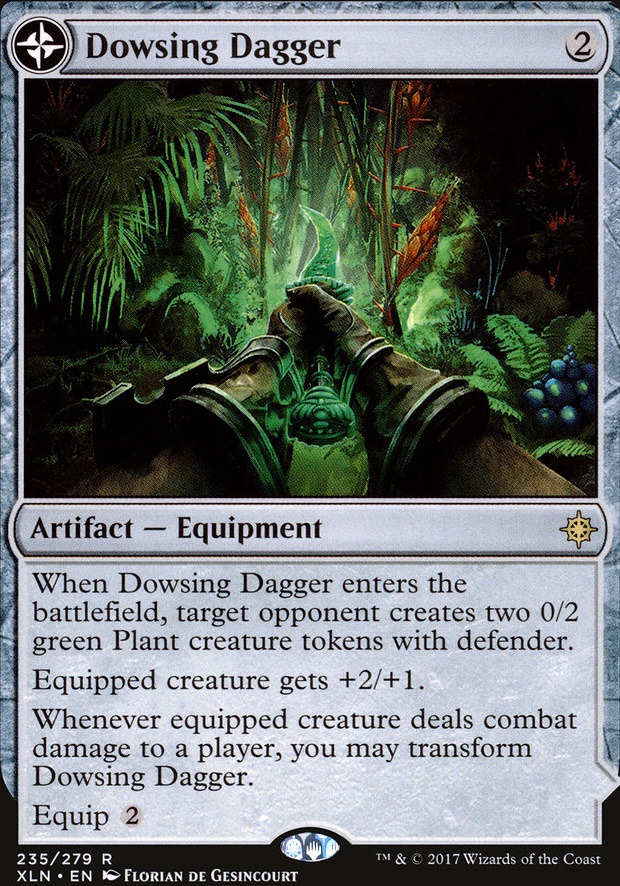 Dowsing Dagger 2
Artifact — Equipment
When Dowsing Dagger enters the
battlefield, target opponent creates two 0/2
green Plant creature tokens with defender.
Equipped creature gets +2/+1.
Whenever equipped creature deals combat
damage to a player, you may transform
Dowsing Dagger.
Equip 2
235/279 R
XLN • EN Florian de Gesincourt
™ & © 2017 Wizards of the Coast